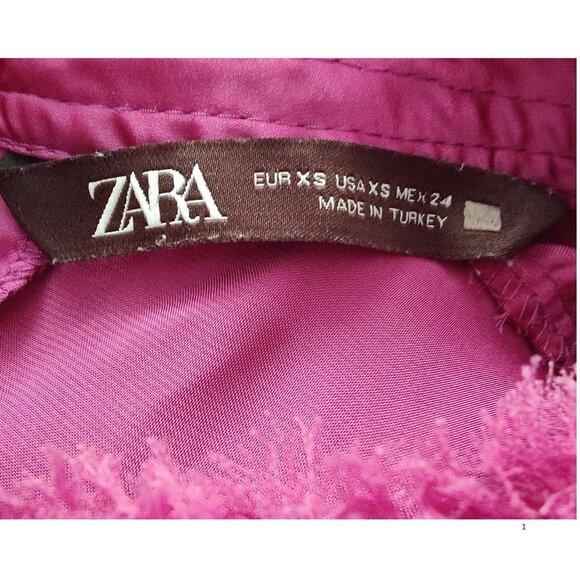 ZARA
EUR XS USA XS MEX 24
MADE IN TURKEY
1